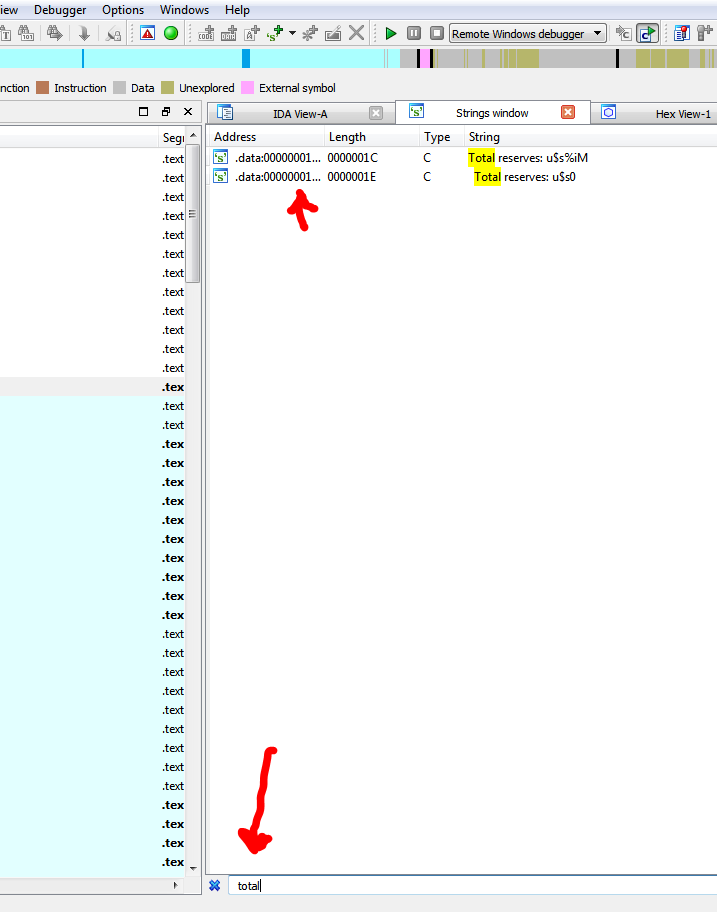 iew Debugger Options Windows Help
Remote Windows debugger
nction Instruction Data Unexplored External symbol
IDA View-A Strings window Hex View-1
Segi Address Length Type String
.text .data:00000001... 0000001C C Total reserves: u$s%iM
.text .data:00000001... 0000001E C Total reserves: u$s0
.text
.text
.text
.text
.text
.text
.text
.text
.text
.text
.tex
.text
.text
.tex
.tex
.tex
.tex
.tex
.tex
.tex
.tex
.tex
.tex
.text
.text
.text
.text
.text
.text
.text
.text
.text
.tex
.tex
.tex
.tex
total